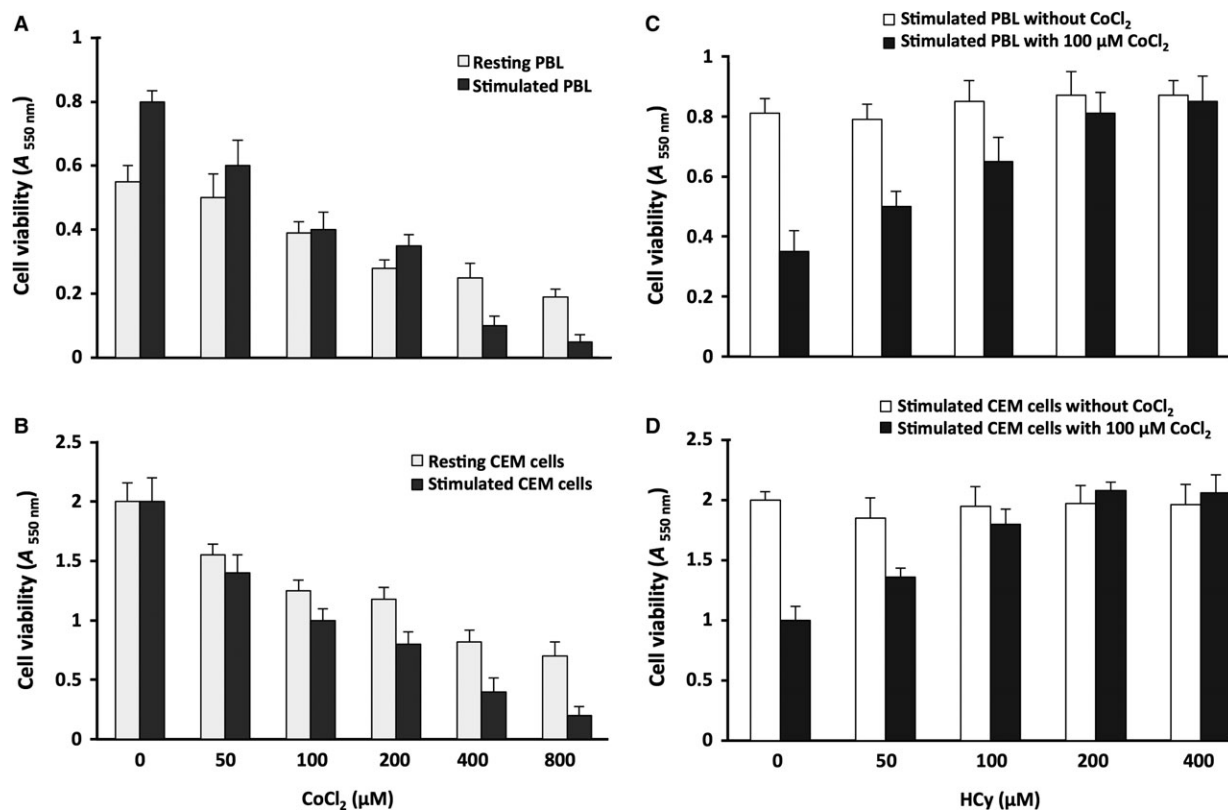 A
1
0.8
0.6
0.4
0.2
0
Cell viability (A 550 nm)
Resting PBL
Stimulated PBL
B
2.5
2
1.5
1
0.5
0
Cell viability (A 550 nm)
Resting CEM cells
Stimulated CEM cells
0 50 100 200 400 800
CoCl₂ (μM)
C
Stimulated PBL without CoCl₂
Stimulated PBL with 100 μM CoCl₂
1
0.8
0.6
0.4
0.2
0
Cell viability (A 550 nm)
D
Stimulated CEM cells without CoCl₂
Stimulated CEM cells with 100 μM CoCl₂
2.5
2
1.5
1
0.5
0
Cell viability (A 550 nm)
0 50 100 200 400
HCy (μM)